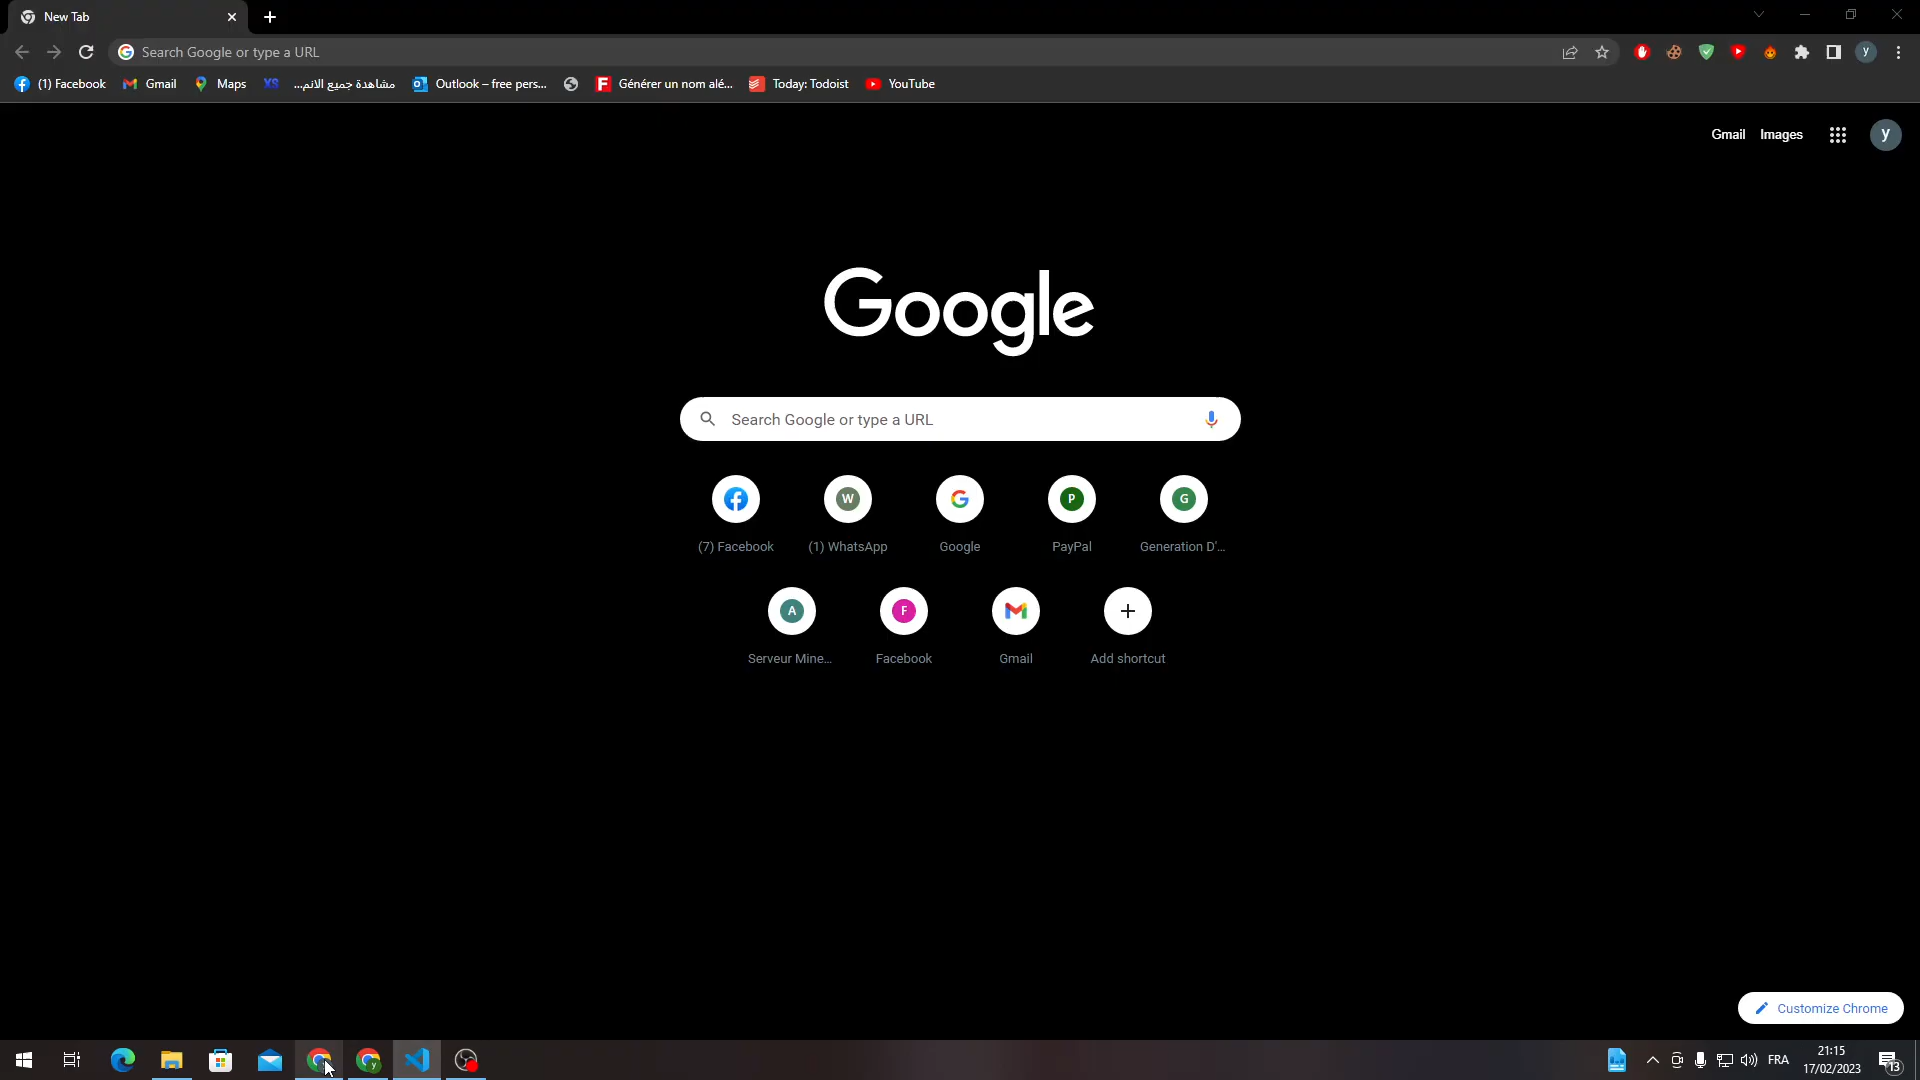 New Tab
Search Google or type a URL
y
(1) Facebook
Gmail
Maps
XS
مشاهدة جميع الانم...
Outlook – free pers...
F
Générer un nom alé...
Today: Todoist
YouTube
Gmail
Images
y
Google
Search Google or type a URL
W
G
P
G
(7) Facebook
(1) WhatsApp
Google
PayPal
Generation D'...
A
F
Serveur Mine...
Facebook
Gmail
Add shortcut
Customize Chrome
y
FRA
21:15
17/02/2023
13